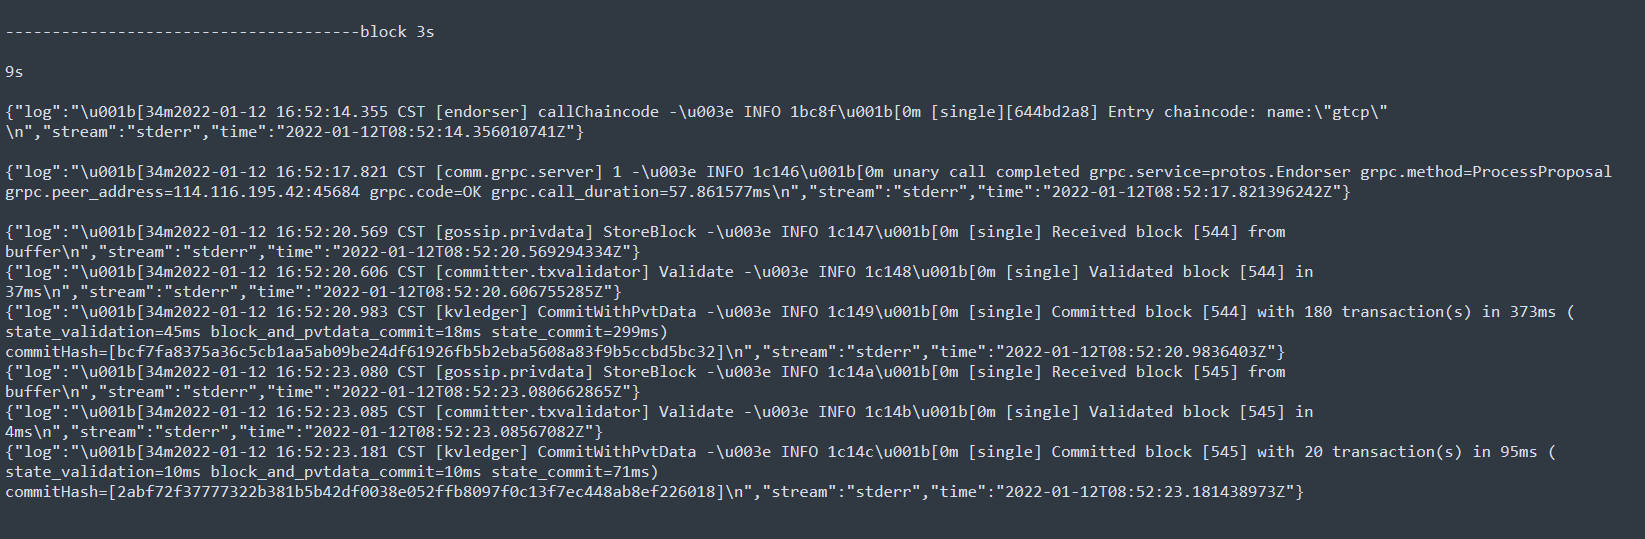 --------------------------------------block 3s
9s
{"log":"\u001b[34m2022-01-12 16:52:14.355 CST [endorser] callChaincode -\u003e INFO 1bc8f\u001b[0m [single][644bd2a8] Entry chaincode: name:\"gtcp\"
\n","stream":"stderr","time":"2022-01-12T08:52:14.356010741Z"}
{"log":"\u001b[34m2022-01-12 16:52:17.821 CST [comm.grpc.server] 1 -\u003e INFO 1c146\u001b[0m unary call completed grpc.service=protos.Endorser grpc.method=ProcessProposal
grpc.peer_address=114.116.195.42:45684 grpc.code=OK grpc.call_duration=57.861577ms\n","stream":"stderr","time":"2022-01-12T08:52:17.821396242Z"}
{"log":"\u001b[34m2022-01-12 16:52:20.569 CST [gossip.privdata] StoreBlock -\u003e INFO 1c147\u001b[0m [single] Received block [544] from
buffer\n","stream":"stderr","time":"2022-01-12T08:52:20.569294334Z"}
{"log":"\u001b[34m2022-01-12 16:52:20.606 CST [committer.txvalidator] Validate -\u003e INFO 1c148\u001b[0m [single] Validated block [544] in
37ms\n","stream":"stderr","time":"2022-01-12T08:52:20.606755285Z"}
{"log":"\u001b[34m2022-01-12 16:52:20.983 CST [kvledger] CommitWithPvtData -\u003e INFO 1c149\u001b[0m [single] Committed block [544] with 180 transaction(s) in 373ms (
state_validation=45ms block_and_pvtdata_commit=18ms state_commit=299ms)
commitHash=[bcf7fa8375a36c5cb1aa5ab09be24df61926fb5b2eba5608a83f9b5ccbd5bc32]\n","stream":"stderr","time":"2022-01-12T08:52:20.9836403Z"}
{"log":"\u001b[34m2022-01-12 16:52:23.080 CST [gossip.privdata] StoreBlock -\u003e INFO 1c14a\u001b[0m [single] Received block [545] from
buffer\n","stream":"stderr","time":"2022-01-12T08:52:23.080662865Z"}
{"log":"\u001b[34m2022-01-12 16:52:23.085 CST [committer.txvalidator] Validate -\u003e INFO 1c14b\u001b[0m [single] Validated block [545] in
4ms\n","stream":"stderr","time":"2022-01-12T08:52:23.08567082Z"}
{"log":"\u001b[34m2022-01-12 16:52:23.181 CST [kvledger] CommitWithPvtData -\u003e INFO 1c14c\u001b[0m [single] Committed block [545] with 20 transaction(s) in 95ms (
state_validation=10ms block_and_pvtdata_commit=10ms state_commit=71ms)
commitHash=[2abf72f37777322b381b5b42df0038e052ffb8097f0c13f7ec448ab8ef226018]\n","stream":"stderr","time":"2022-01-12T08:52:23.181438973Z"}